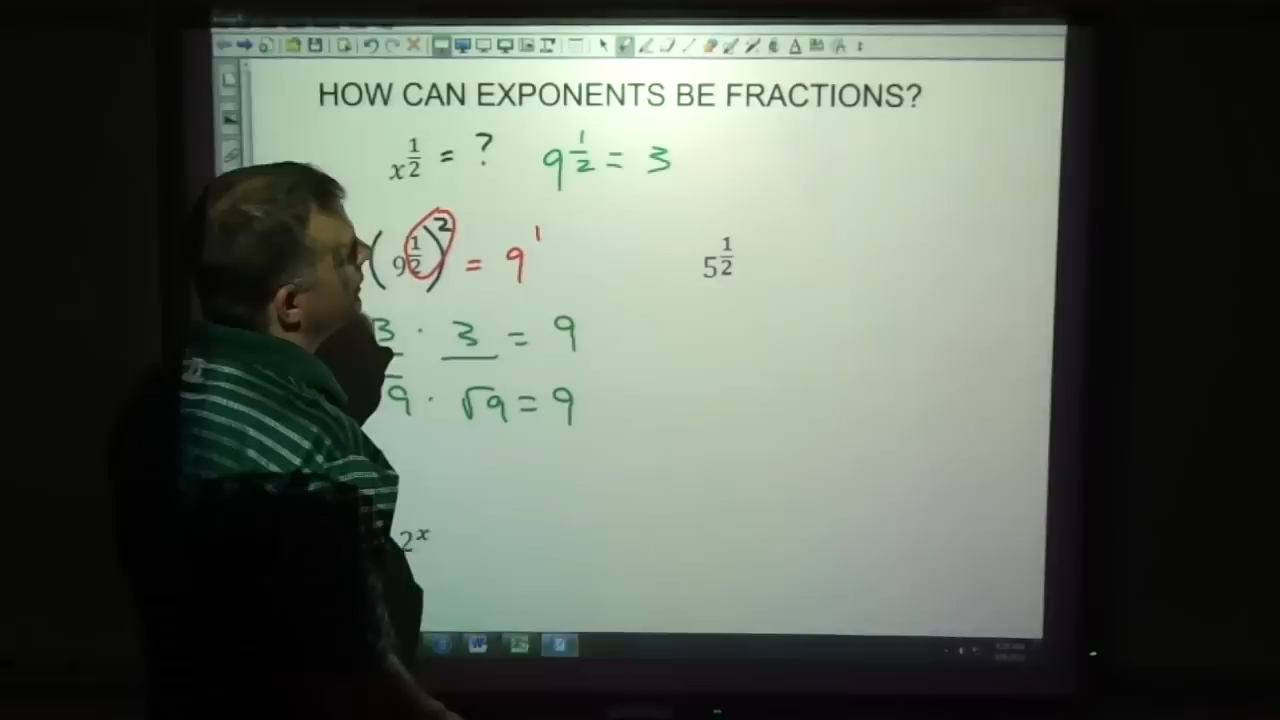 HOW CAN EXPONENTS BE FRACTIONS?
x^{1/2} = ? 9^{1/2} = 3
(9^{1/2})^2 = 9^1 5^{1/2}
3 · 3 = 9
9 · √9 = 9
2^x